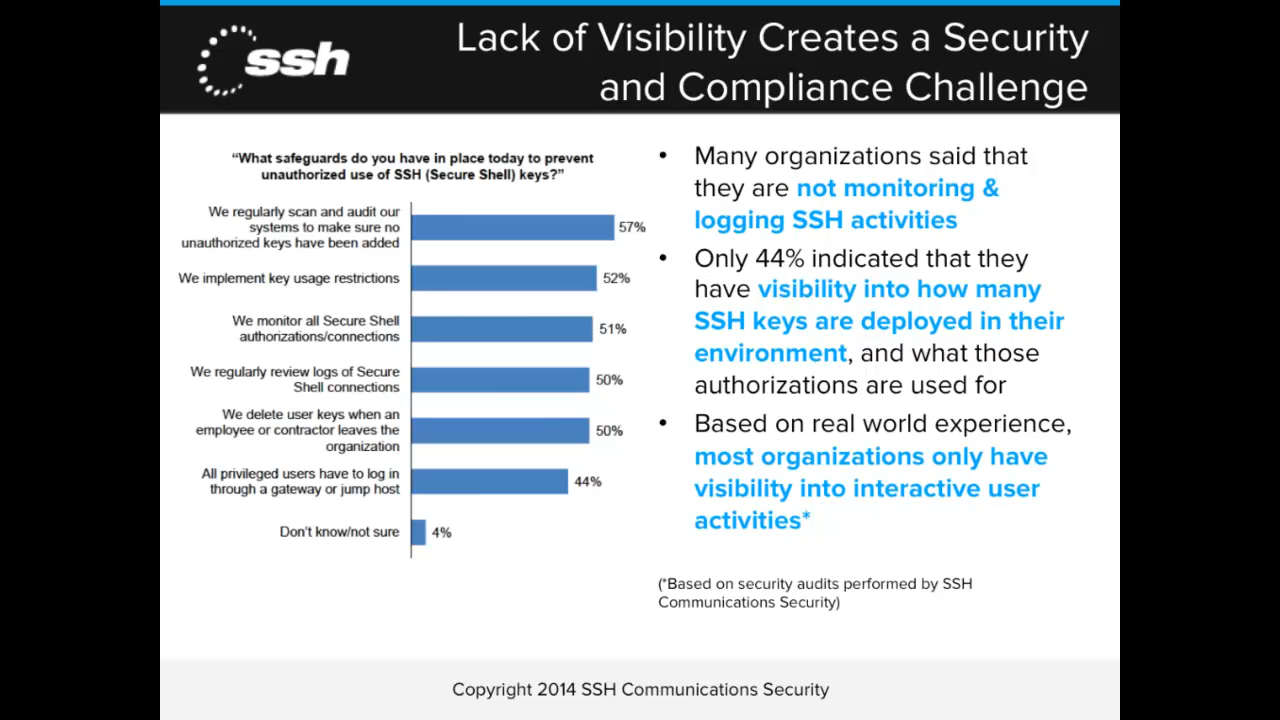 ssh
Lack of Visibility Creates a Security
and Compliance Challenge
“What safeguards do you have in place today to prevent
unauthorized use of SSH (Secure Shell) keys?”
We regularly scan and audit our
systems to make sure no
unauthorized keys have been added
57%
We implement key usage restrictions
52%
We monitor all Secure Shell
authorizations/connections
51%
We regularly review logs of Secure
Shell connections
50%
We delete user keys when an
employee or contractor leaves the
organization
50%
All privileged users have to log in
through a gateway or jump host
44%
Don't know/not sure
4%
• Many organizations said that
they are not monitoring &
logging SSH activities
• Only 44% indicated that they
have visibility into how many
SSH keys are deployed in their
environment, and what those
authorizations are used for
• Based on real world experience,
most organizations only have
visibility into interactive user
activities*
(*Based on security audits performed by SSH
Communications Security)
Copyright 2014 SSH Communications Security